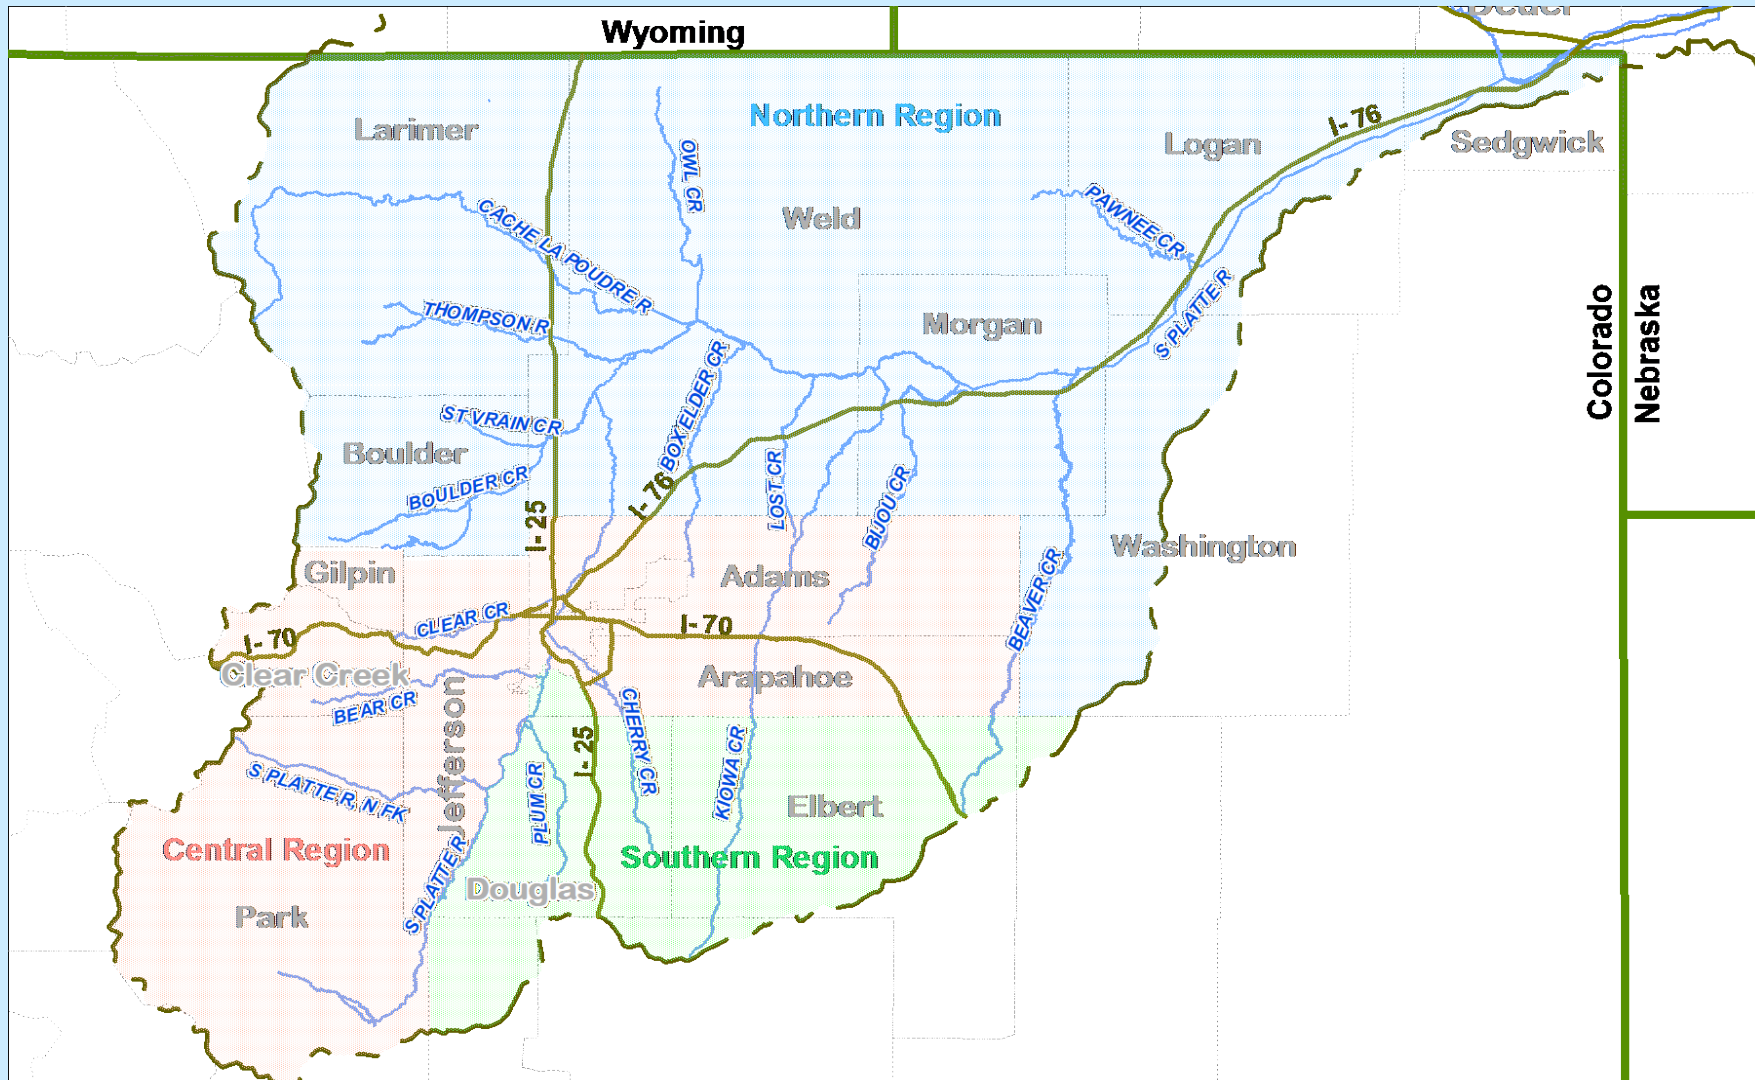 Deuel
Wyoming
Northern Region
Larimer
I-76
Logan
Sedgwick
OWL CR
CACHE LA POUDRE R
Weld
PAWNEE CR
THOMPSON R
Morgan
S PLATTE R
Colorado
Nebraska
BOX ELDER CR
ST VRAIN CR
Boulder
BOULDER CR
I-76
LOST CR
BIJOU CR
I-25
Washington
Gilpin
Adams
BEAVER CR
CLEAR CR
I-70
I-70
Clear Creek
Arapahoe
BEAR CR
Jefferson
CHERRY CR
I-25
KIOWA CR
S PLATTE R, N FK
PLUM CR
Elbert
Central Region
S PLATTE R
Southern Region
Douglas
Park